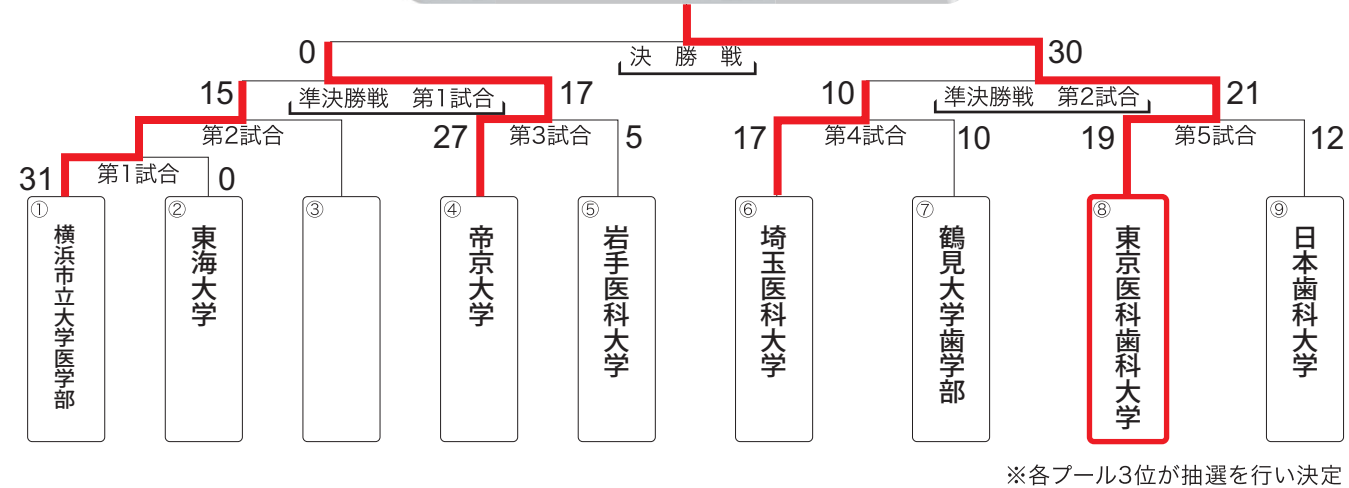 0
決勝戦
30
15
準決勝戦 第1試合
17
10
準決勝戦 第2試合
21
第2試合
27
第3試合
5
17
第4試合
10
19
第5試合
12
31
第1試合
0
①
横浜市立大学医学部
②
東海大学
③
④
帝京大学
⑤
岩手医科大学
⑥
埼玉医科大学
⑦
鶴見大学歯学部
⑧
東京医科歯科大学
⑨
日本歯科大学
※各プール3位が抽選を行い決定